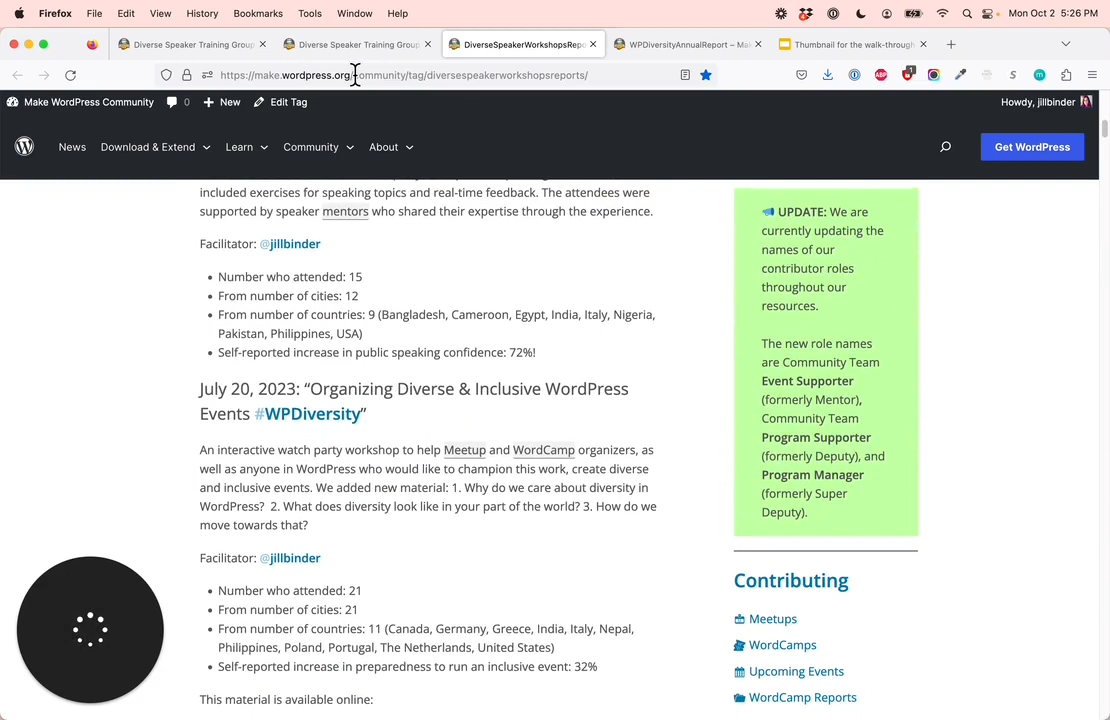 Firefox File Edit View History Bookmarks Tools Window Help Mon Oct 2 5:26 PM
Diverse Speaker Training Group Diverse Speaker Training Group DiverseSpeakerWorkshopsRepo WPDiversityAnnualReport – Ma Thumbnail for the walk-through
https://make.wordpress.org/community/tag/diversespeakerworkshopsreports/ ABP 1 S m
Make WordPress Community 0 New Edit Tag Howdy, jillbinder
News Download & Extend Learn Community About Get WordPress
included exercises for speaking topics and real-time feedback. The attendees were
supported by speaker mentors who shared their expertise through the experience.
Facilitator: @jillbinder
• Number who attended: 15
• From number of cities: 12
• From number of countries: 9 (Bangladesh, Cameroon, Egypt, India, Italy, Nigeria,
Pakistan, Philippines, USA)
• Self-reported increase in public speaking confidence: 72%!
July 20, 2023: “Organizing Diverse & Inclusive WordPress
Events #WPDiversity”
An interactive watch party workshop to help Meetup and WordCamp organizers, as
well as anyone in WordPress who would like to champion this work, create diverse
and inclusive events. We added new material: 1. Why do we care about diversity in
WordPress? 2. What does diversity look like in your part of the world? 3. How do we
move towards that?
Facilitator: @jillbinder
• Number who attended: 21
• From number of cities: 21
• From number of countries: 11 (Canada, Germany, Greece, India, Italy, Nepal,
Philippines, Poland, Portugal, The Netherlands, United States)
• Self-reported increase in preparedness to run an inclusive event: 32%
This material is available online:
UPDATE: We are
currently updating the
names of our
contributor roles
throughout our
resources.
The new role names
are Community Team
Event Supporter
(formerly Mentor),
Community Team
Program Supporter
(formerly Deputy), and
Program Manager
(formerly Super
Deputy).
Contributing
Meetups
WordCamps
Upcoming Events
WordCamp Reports